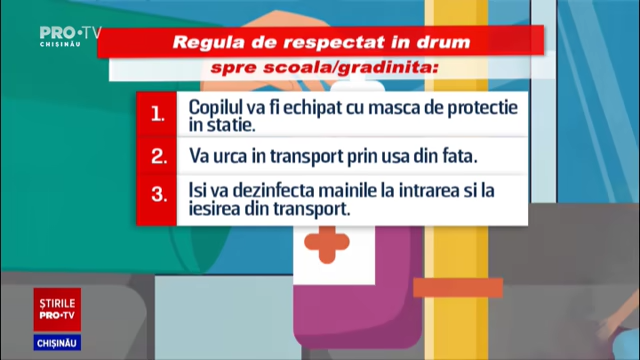 PRO•TV
CHIȘINĂU
Regula de respectat in drum
spre scoala/gradinita:
1. Copilul va fi echipat cu masca de protectie
in statie.
2. Va urca in transport prin usa din fata.
3. Isi va dezinfecta mainile la intrarea si la
iesirea din transport.
ȘTIRILE
PRO•TV
CHIȘINĂU